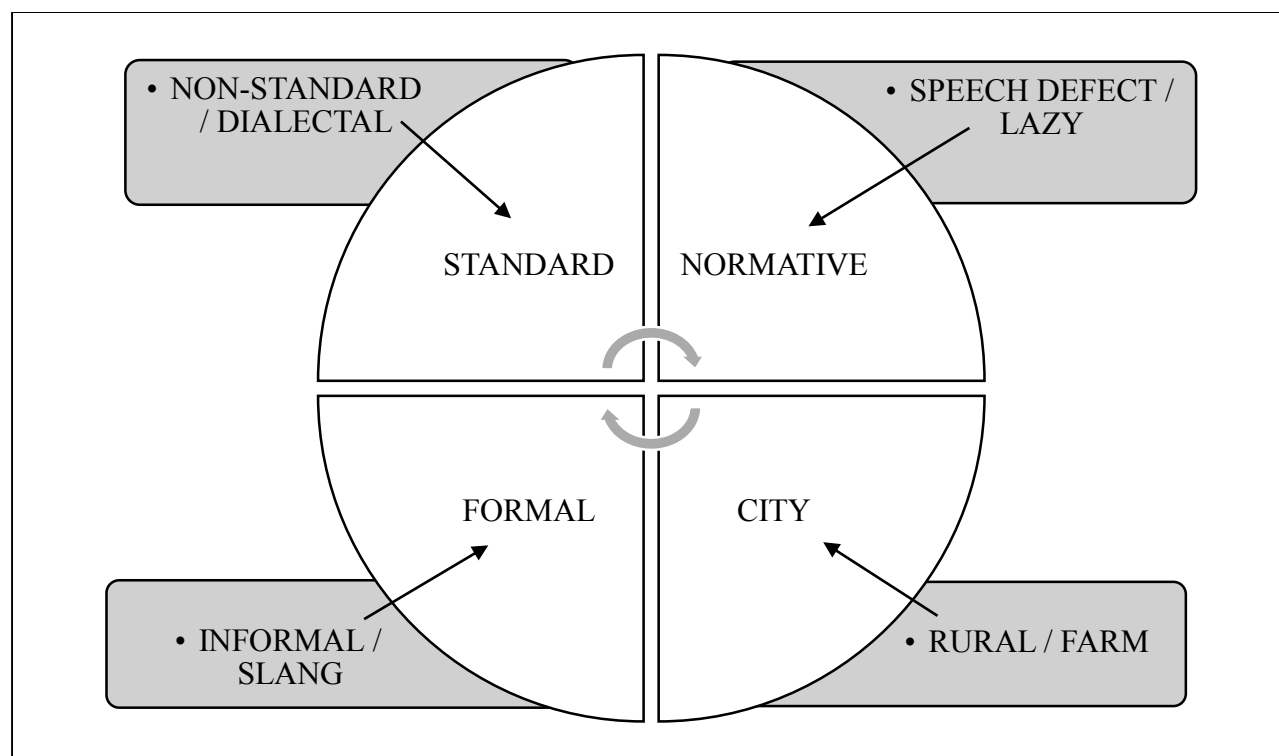 • NON-STANDARD
/ DIALECTAL
• SPEECH DEFECT /
LAZY
STANDARD
NORMATIVE
FORMAL
CITY
• INFORMAL /
SLANG
• RURAL / FARM